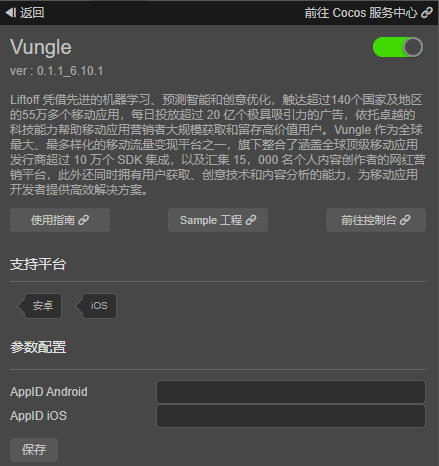 返回
前往 Cocos 服务中心
Vungle
ver : 0.1.1_6.10.1
Liftoff 凭借先进的机器学习、预测智能和创意优化，触达超过140个国家及地区
的55万多个移动应用，每日投放超过 20 亿个极具吸引力的广告，依托卓越的
科技能力帮助移动应用营销者大规模获取和留存高价值用户。Vungle 作为全球
最大、最多样化的移动流量变现平台之一，旗下整合了涵盖全球顶级移动应用
发行商超过 10 万个 SDK 集成，以及汇集 15，000 名个人内容创作者的网红营
销平台，此外还同时拥有用户获取、创意技术和内容分析的能力，为移动应用
开发者提供高效解决方案。
使用指南
Sample 工程
前往控制台
支持平台
安卓
iOS
参数配置
AppID Android
AppID iOS
保存